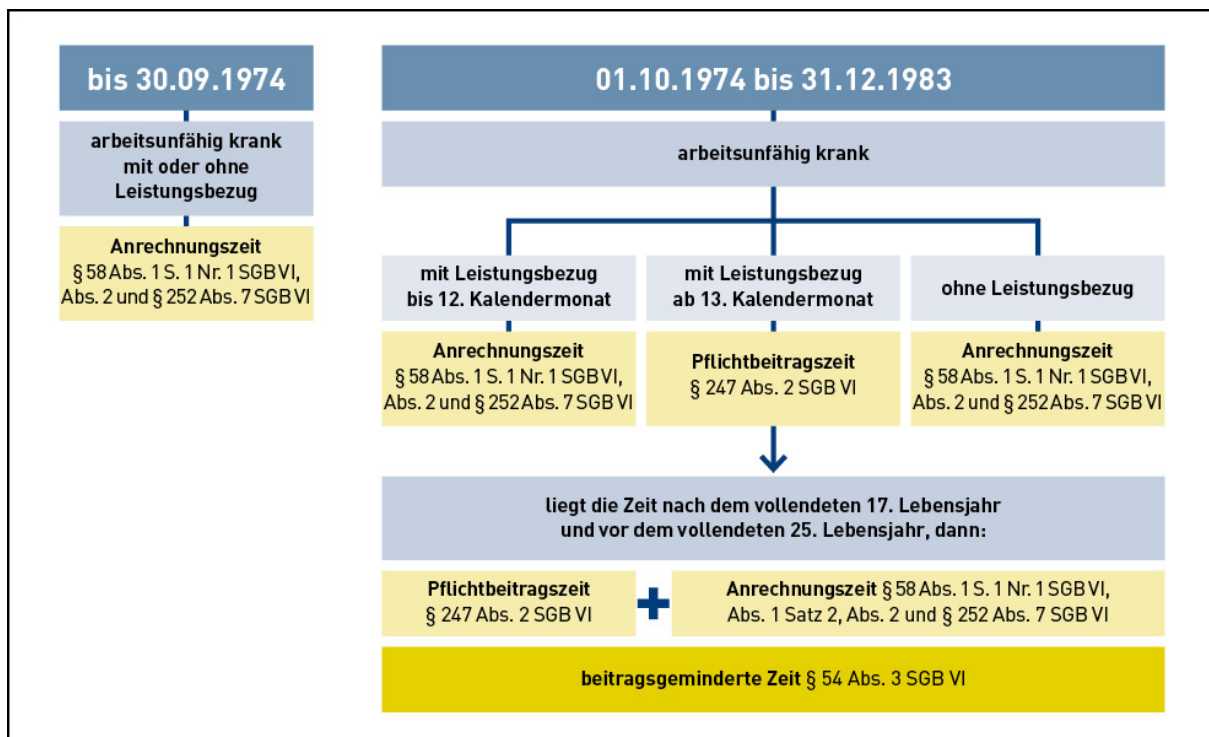 bis 30.09.1974
arbeitsunfähig krank
mit oder ohne
Leistungsbezug
Anrechnungszeit
§ 58 Abs. 1 S. 1 Nr. 1 SGB VI,
Abs. 2 und § 252 Abs. 7 SGB VI
01.10.1974 bis 31.12.1983
arbeitsunfähig krank
mit Leistungsbezug
bis 12. Kalendermonat
Anrechnungszeit
§ 58 Abs. 1 S. 1 Nr. 1 SGB VI,
Abs. 2 und § 252 Abs. 7 SGB VI
mit Leistungsbezug
ab 13. Kalendermonat
Pflichtbeitragszeit
§ 247 Abs. 2 SGB VI
ohne Leistungsbezug
Anrechnungszeit
§ 58 Abs. 1 S. 1 Nr. 1 SGB VI,
Abs. 2 und § 252 Abs. 7 SGB VI
liegt die Zeit nach dem vollendeten 17. Lebensjahr
und vor dem vollendeten 25. Lebensjahr, dann:
Pflichtbeitragszeit
§ 247 Abs. 2 SGB VI
+
Anrechnungszeit § 58 Abs. 1 S. 1 Nr. 1 SGB VI,
Abs. 1 Satz 2, Abs. 2 und § 252 Abs. 7 SGB VI
beitragsgeminderte Zeit § 54 Abs. 3 SGB VI